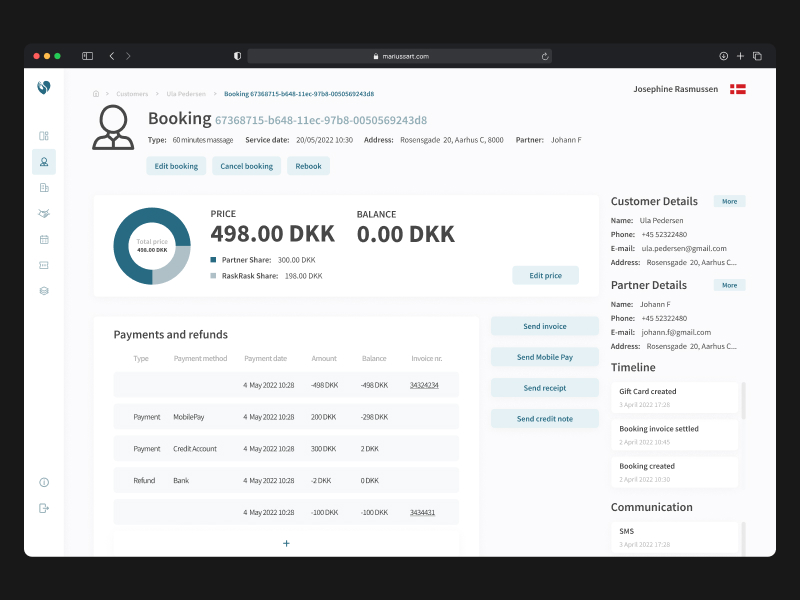 mariussart.com
Josephine Rasmussen
Customers Ula Pedersen Booking 67368715-b648-11ec-97b8-0050569243d8
Booking 67368715-b648-11ec-97b8-0050569243d8
Type: 60 minutes massage Service date: 20/05/2022 10:30 Address: Rosensgade 20, Aarhus C, 8000 Partner: Johann F
Edit booking Cancel booking Rebook
Total price
498.00 DKK
PRICE
498.00 DKK
BALANCE
0.00 DKK
Partner Share: 300.00 DKK
RaskRask Share: 198.00 DKK
Edit price
Payments and refunds
Type Payment method Payment date Amount Balance Invoice nr.
4 May 2022 10:28 -498 DKK -498 DKK 34324234
Payment MobilePay 4 May 2022 10:28 200 DKK -298 DKK
Payment Credit Account 4 May 2022 10:28 300 DKK 2 DKK
Refund Bank 4 May 2022 10:28 -2 DKK 0 DKK
4 May 2022 10:28 -100 DKK -100 DKK 3434431
+
Send invoice
Send Mobile Pay
Send receipt
Send credit note
Customer Details More
Name: Ula Pedersen
Phone: +45 52322480
E-mail: ula.pedersen@gmail.com
Address: Rosensgade 20, Aarhus C...
Partner Details More
Name: Johann F
Phone: +45 52322480
E-mail: johann.f@gmail.com
Address: Rosensgade 20, Aarhus C...
Timeline
Gift Card created
3 April 2022 17:28
Booking invoice settled
2 April 2022 10:45
Booking created
2 April 2022 10:30
Communication
SMS
3 April 2022 17:28